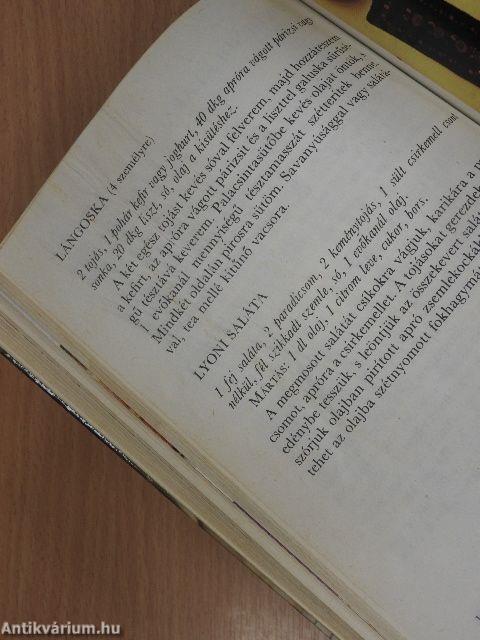 LÁNGOSKA (4 személyre)
2 tojás, 1 pohár kefir vagy joghurt, 40 dkg apróra vágott párizsi vagy
sonka, 20 dkg liszt, só, olaj a kisütéshez.
A két egész tojást kevés sóval felverem, majd hozzáteszem
a kefirt, az apróra vágott párizsit és a liszttel galuska sűrűsé-
gű tésztává keverem. Palacsintasütőbe kevés olajat öntök, s
1 evőkanál mennyiségű tésztamasszát szétterítek benne.
Mindkét oldalán pirosra sütöm. Savanyúsággal vagy salátá-
val, tea mellé kitűnő vacsora.
LYONI SALÁTA
1 fej saláta, 2 paradicsom, 2 keménytojás, 1 sült csirkemell csont
nélkül, fél szikkadt zsemle, só, 1 evőkanál olaj.
MÁRTÁS: 1 dl olaj, 1 citrom leve, cukor, bors.
A megmosott salátát csíkokra vágjuk, karikára a
csomot, apróra, a csirkemellet. A tojásokat gerezdek
edénybe tesszük, s leöntjük az összekevert salá
szórjuk olajban pirított apró zsemlekockák
tehet az olajba szétnyomott fokhagymá
Antikvárium.hu